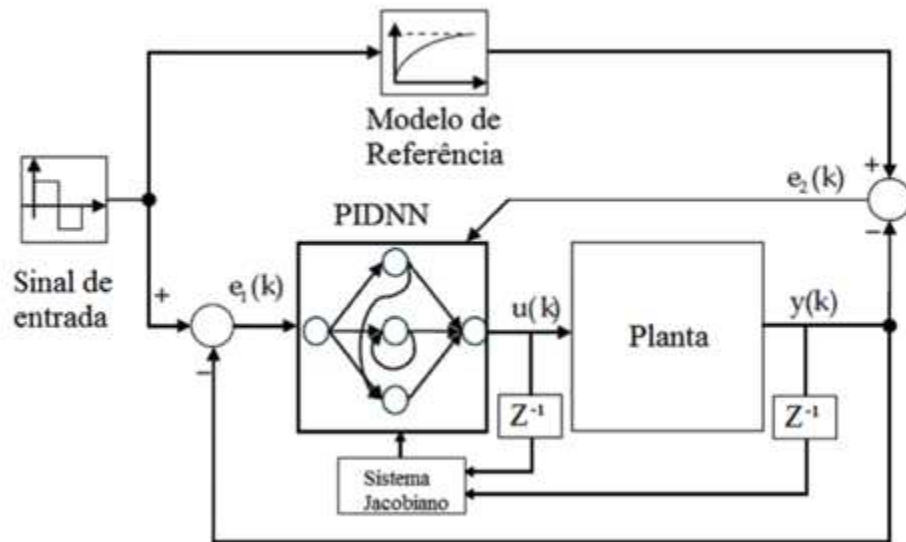 Modelo de
Referência
+
e₂(k)
PIDNN
−
Sinal de
entrada
+
e₁(k)
−
u(k)
Planta
y(k)
Z⁻¹
Z⁻¹
Sistema
Jacobiano